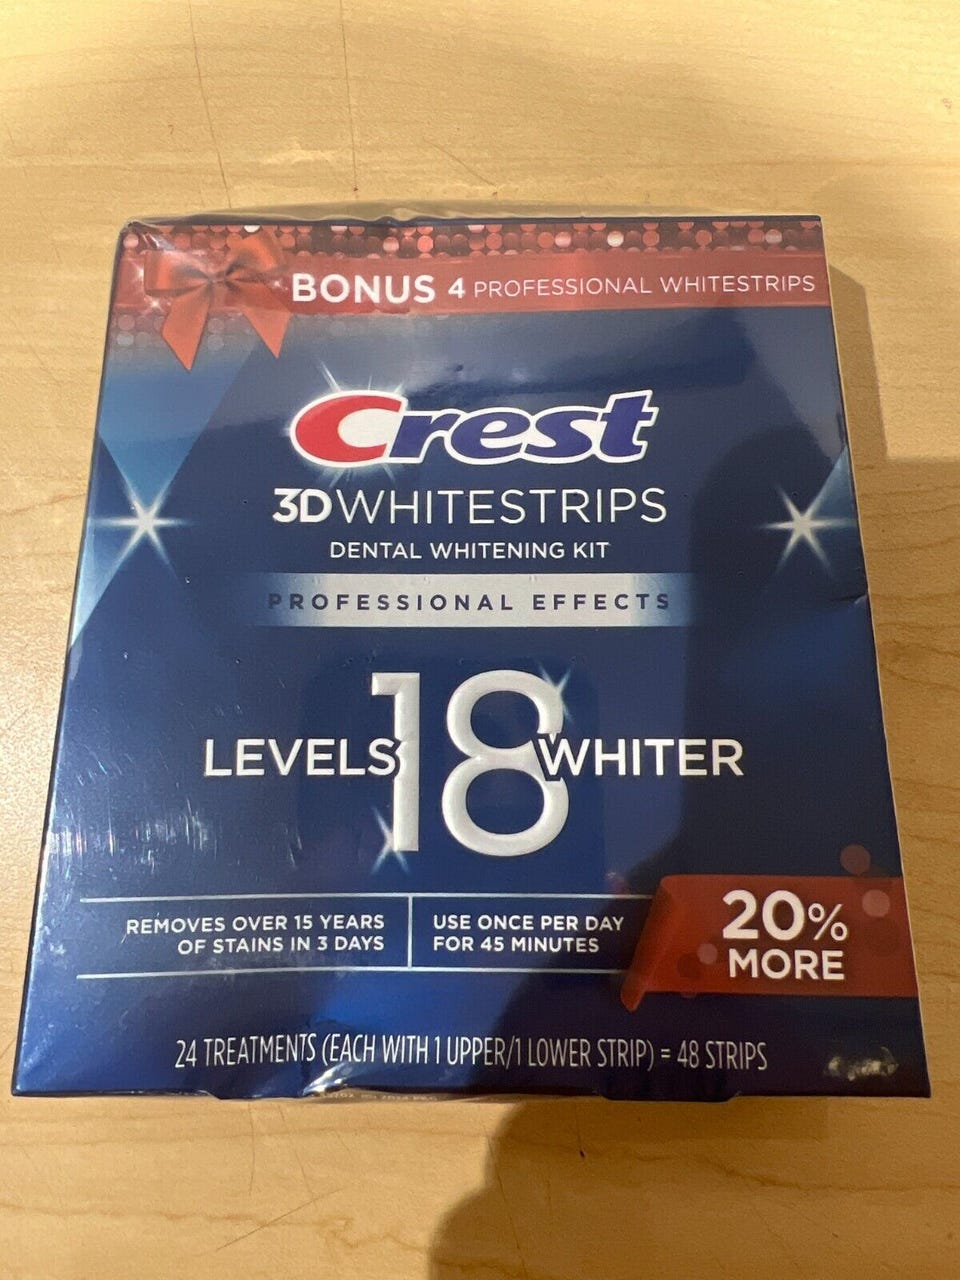 BONUS 4 PROFESSIONAL WHITESTRIPS
Crest
3DWHITESTRIPS
DENTAL WHITENING KIT
PROFESSIONAL EFFECTS
LEVELS 18 WHITER
REMOVES OVER 15 YEARS
OF STAINS IN 3 DAYS
USE ONCE PER DAY
FOR 45 MINUTES
20%
MORE
24 TREATMENTS (EACH WITH 1 UPPER/1 LOWER STRIP) = 48 STRIPS